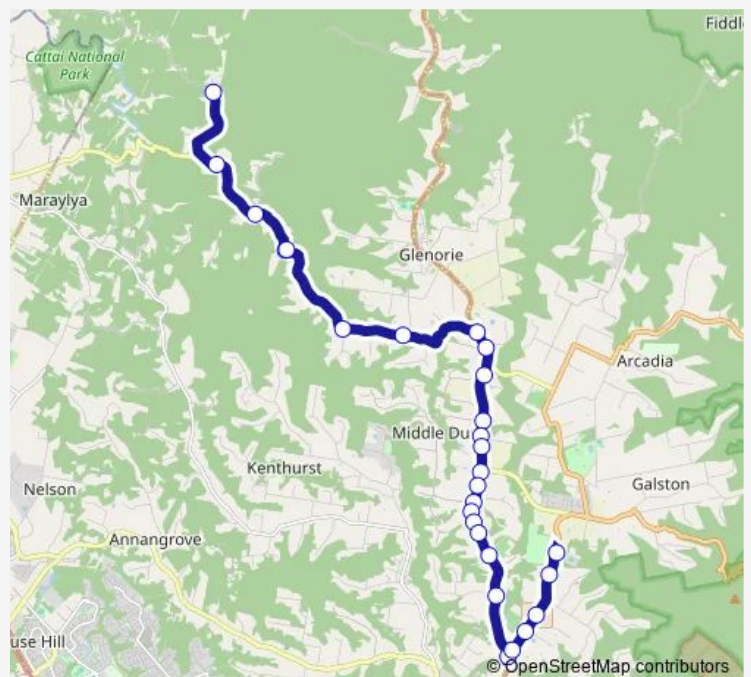 Fiddl
Cattai National
Park
Maraylya
Glenorie
Arcadia
Middle Du
Kenthurst
Galston
Nelson
Annangrove
use Hill
© OpenStreetMap contributors